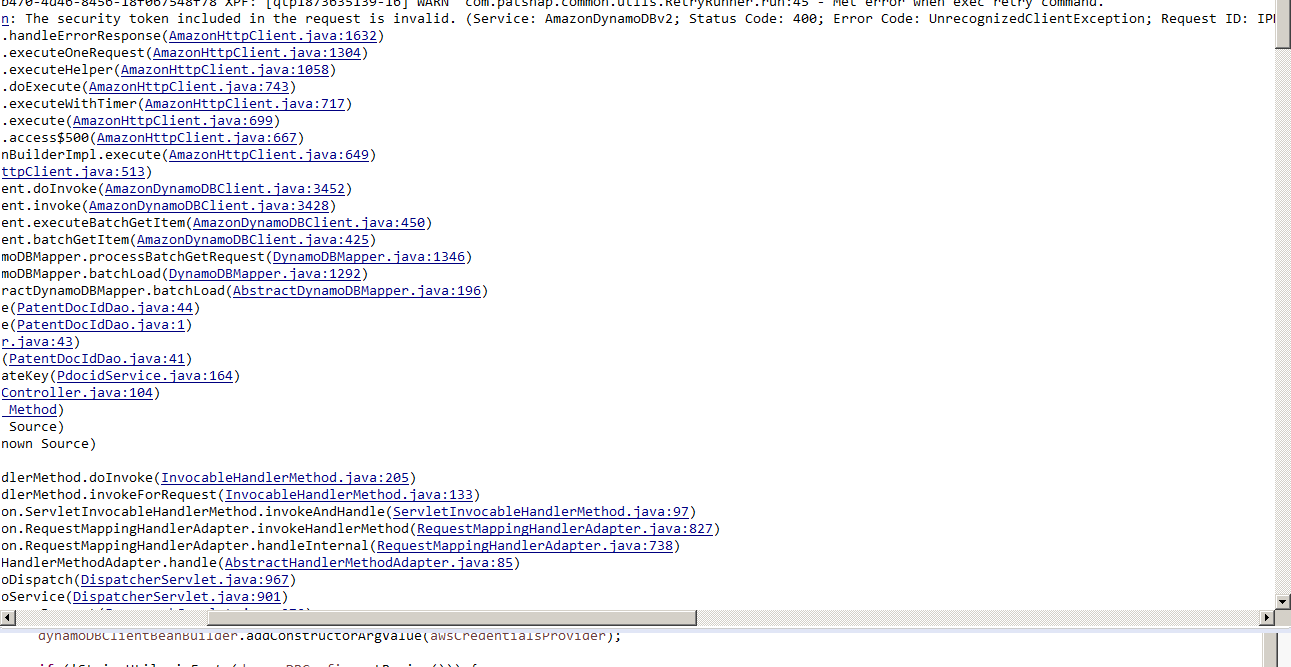 b470-4d46-8456-18f067548f78 XPF: [qtp1873635139-16] WARN  com.patsnap.common.utils.RetryRunner.run:45 - Met error when exec retry command.
n: The security token included in the request is invalid. (Service: AmazonDynamoDBv2; Status Code: 400; Error Code: UnrecognizedClientException; Request ID: IP
.handleErrorResponse(AmazonHttpClient.java:1632)
.executeOneRequest(AmazonHttpClient.java:1304)
.executeHelper(AmazonHttpClient.java:1058)
.doExecute(AmazonHttpClient.java:743)
.executeWithTimer(AmazonHttpClient.java:717)
.execute(AmazonHttpClient.java:699)
.access$500(AmazonHttpClient.java:667)
nBuilderImpl.execute(AmazonHttpClient.java:649)
ttpClient.java:513)
ent.doInvoke(AmazonDynamoDBClient.java:3452)
ent.invoke(AmazonDynamoDBClient.java:3428)
ent.executeBatchGetItem(AmazonDynamoDBClient.java:450)
ent.batchGetItem(AmazonDynamoDBClient.java:425)
moDBMapper.processBatchGetRequest(DynamoDBMapper.java:1346)
moDBMapper.batchLoad(DynamoDBMapper.java:1292)
ractDynamoDBMapper.batchLoad(AbstractDynamoDBMapper.java:196)
e(PatentDocIdDao.java:44)
e(PatentDocIdDao.java:1)
r.java:43)
(PatentDocIdDao.java:41)
ateKey(PdocidService.java:164)
Controller.java:104)
 Method)
 Source)
nown Source)
dlerMethod.doInvoke(InvocableHandlerMethod.java:205)
dlerMethod.invokeForRequest(InvocableHandlerMethod.java:133)
on.ServletInvocableHandlerMethod.invokeAndHandle(ServletInvocableHandlerMethod.java:97)
on.RequestMappingHandlerAdapter.invokeHandlerMethod(RequestMappingHandlerAdapter.java:827)
on.RequestMappingHandlerAdapter.handleInternal(RequestMappingHandlerAdapter.java:738)
HandlerMethodAdapter.handle(AbstractHandlerMethodAdapter.java:85)
oDispatch(DispatcherServlet.java:967)
oService(DispatcherServlet.java:901)
dynamoDBClientBeanBuilder.addConstructorArgValue(awsCredentialsProvider);